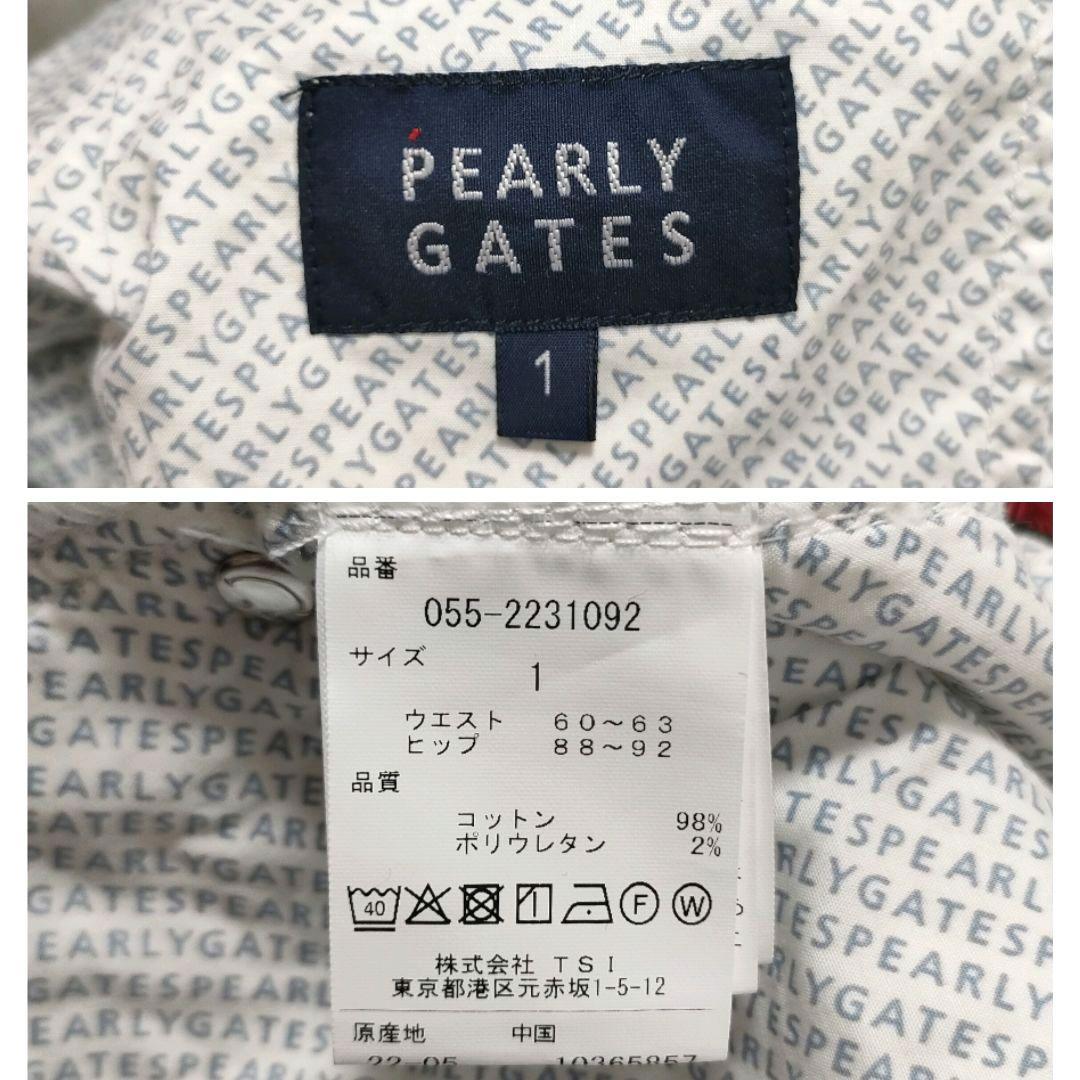 PEARLY
GATES
1
品番
055-2231092
サイズ
1
ウエスト 60～63
ヒップ 88～92
品質
コットン 98%
ポリウレタン 2%
40 F W
株式会社 TSI
東京都港区元赤坂1-5-12
原産地 中国
22.05 10365857